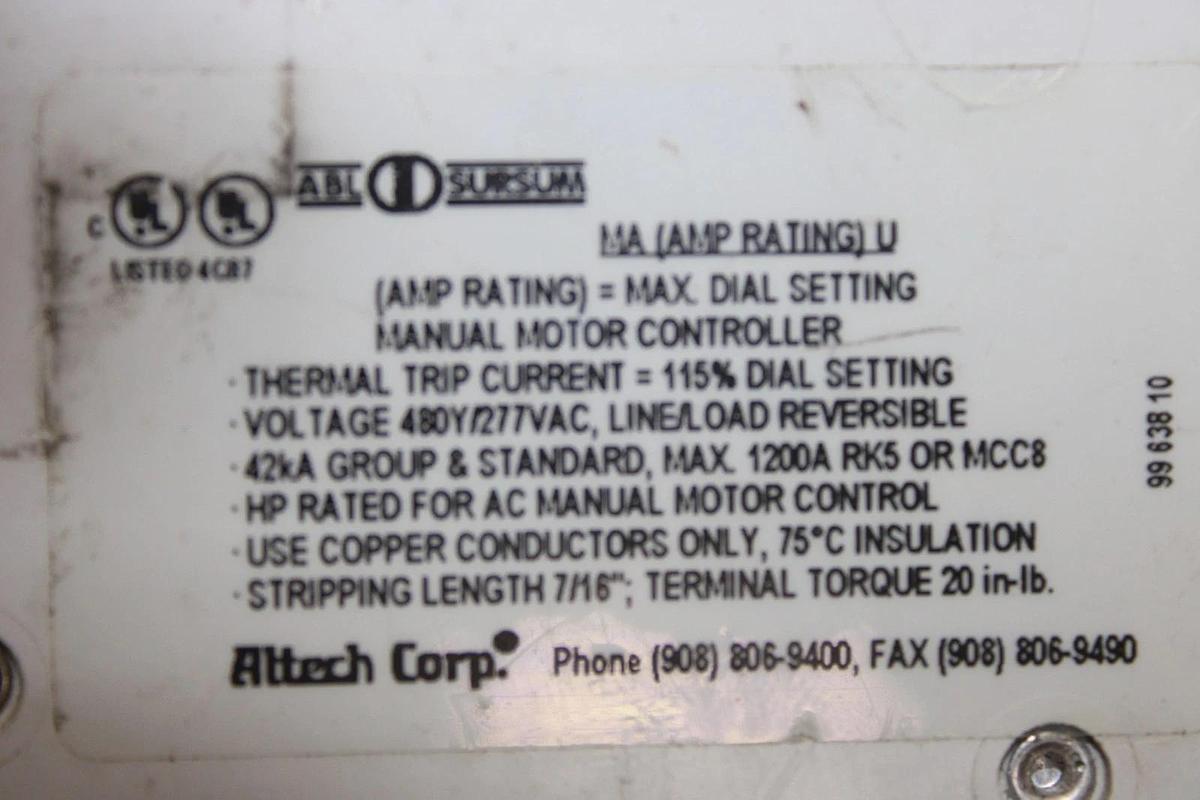 ABL SURSUM
C UL UL
LISTED 4C87
MA (AMP RATING) U
(AMP RATING) = MAX. DIAL SETTING
MANUAL MOTOR CONTROLLER
· THERMAL TRIP CURRENT = 115% DIAL SETTING
· VOLTAGE 480Y/277VAC, LINE/LOAD REVERSIBLE
· 42kA GROUP & STANDARD, MAX. 1200A RK5 OR MCC8
· HP RATED FOR AC MANUAL MOTOR CONTROL
· USE COPPER CONDUCTORS ONLY, 75°C INSULATION
· STRIPPING LENGTH 7/16"; TERMINAL TORQUE 20 in-lb.
Altech Corp. Phone (908) 806-9400, FAX (908) 806-9490
99 638 10